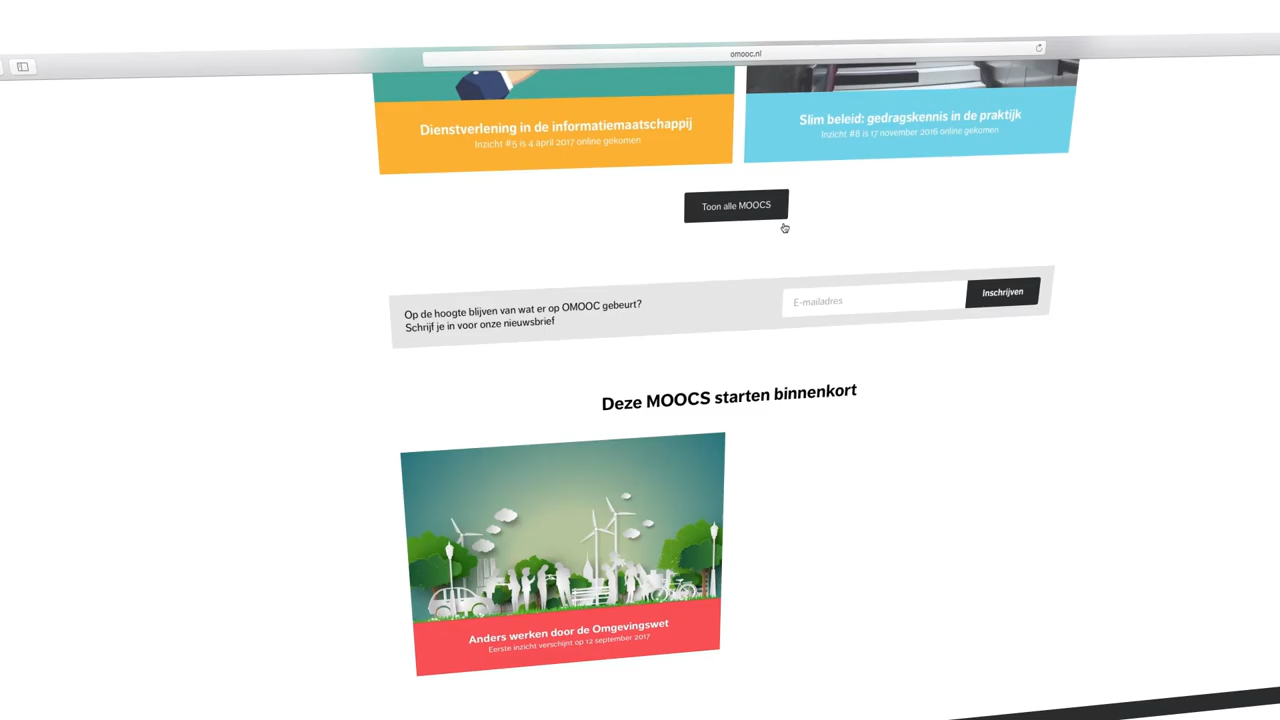 omooc.nl
Dienstverlening in de informatiemaatschappij
Inzicht #5 is 4 april 2017 online gekomen
Slim beleid: gedragskennis in de praktijk
Inzicht #8 is 17 november 2016 online gekomen
Toon alle MOOCS
Op de hoogte blijven van wat er op OMOOC gebeurt?
Schrijf je in voor onze nieuwsbrief
E-mailadres
Inschrijven
Deze MOOCS starten binnenkort
Anders werken door de Omgevingswet
Eerste inzicht verschijnt op 12 september 2017